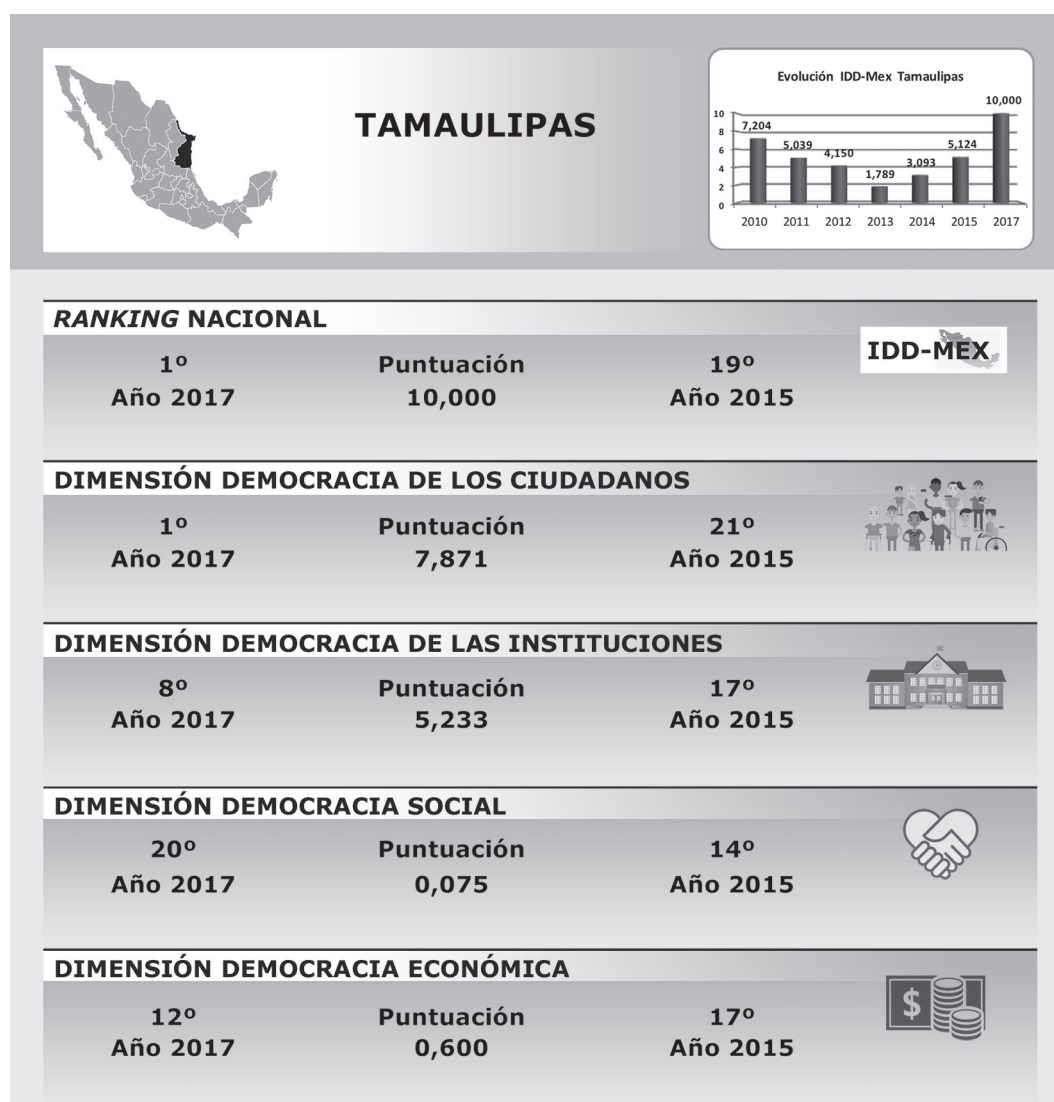 TAMAULIPAS
Evolución IDD-Mex Tamaulipas
10
8
6
4
2
0
7,204
5,039
4,150
1,789
3,093
5,124
10,000
2010 2011 2012 2013 2014 2015 2017
RANKING NACIONAL
IDD-MEX
1º Puntuación 19º
Año 2017 10,000 Año 2015
DIMENSIÓN DEMOCRACIA DE LOS CIUDADANOS
1º Puntuación 21º
Año 2017 7,871 Año 2015
DIMENSIÓN DEMOCRACIA DE LAS INSTITUCIONES
8º Puntuación 17º
Año 2017 5,233 Año 2015
DIMENSIÓN DEMOCRACIA SOCIAL
20º Puntuación 14º
Año 2017 0,075 Año 2015
DIMENSIÓN DEMOCRACIA ECONÓMICA
$
12º Puntuación 17º
Año 2017 0,600 Año 2015